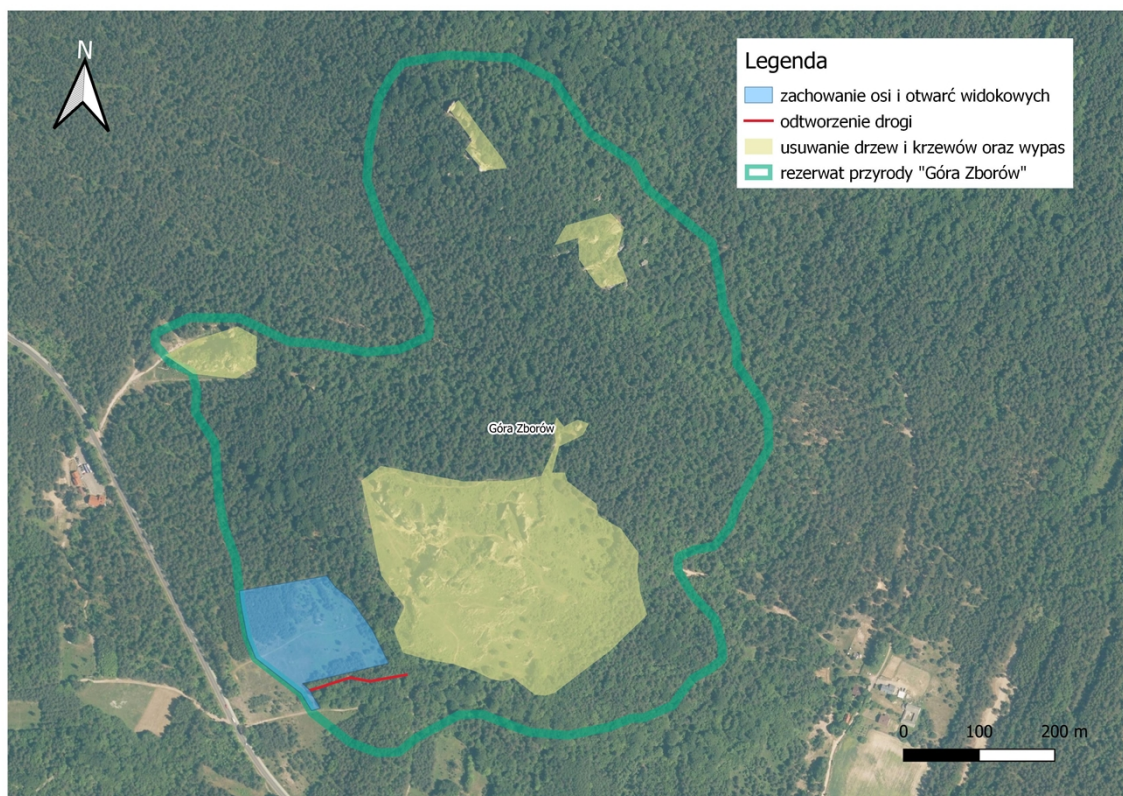 N
Legenda
zachowanie osi i otwarć widokowych
odtworzenie drogi
usuwanie drzew i krzewów oraz wypas
rezerwat przyrody "Góra Zborów"
Góra Zborów
0 100 200 m